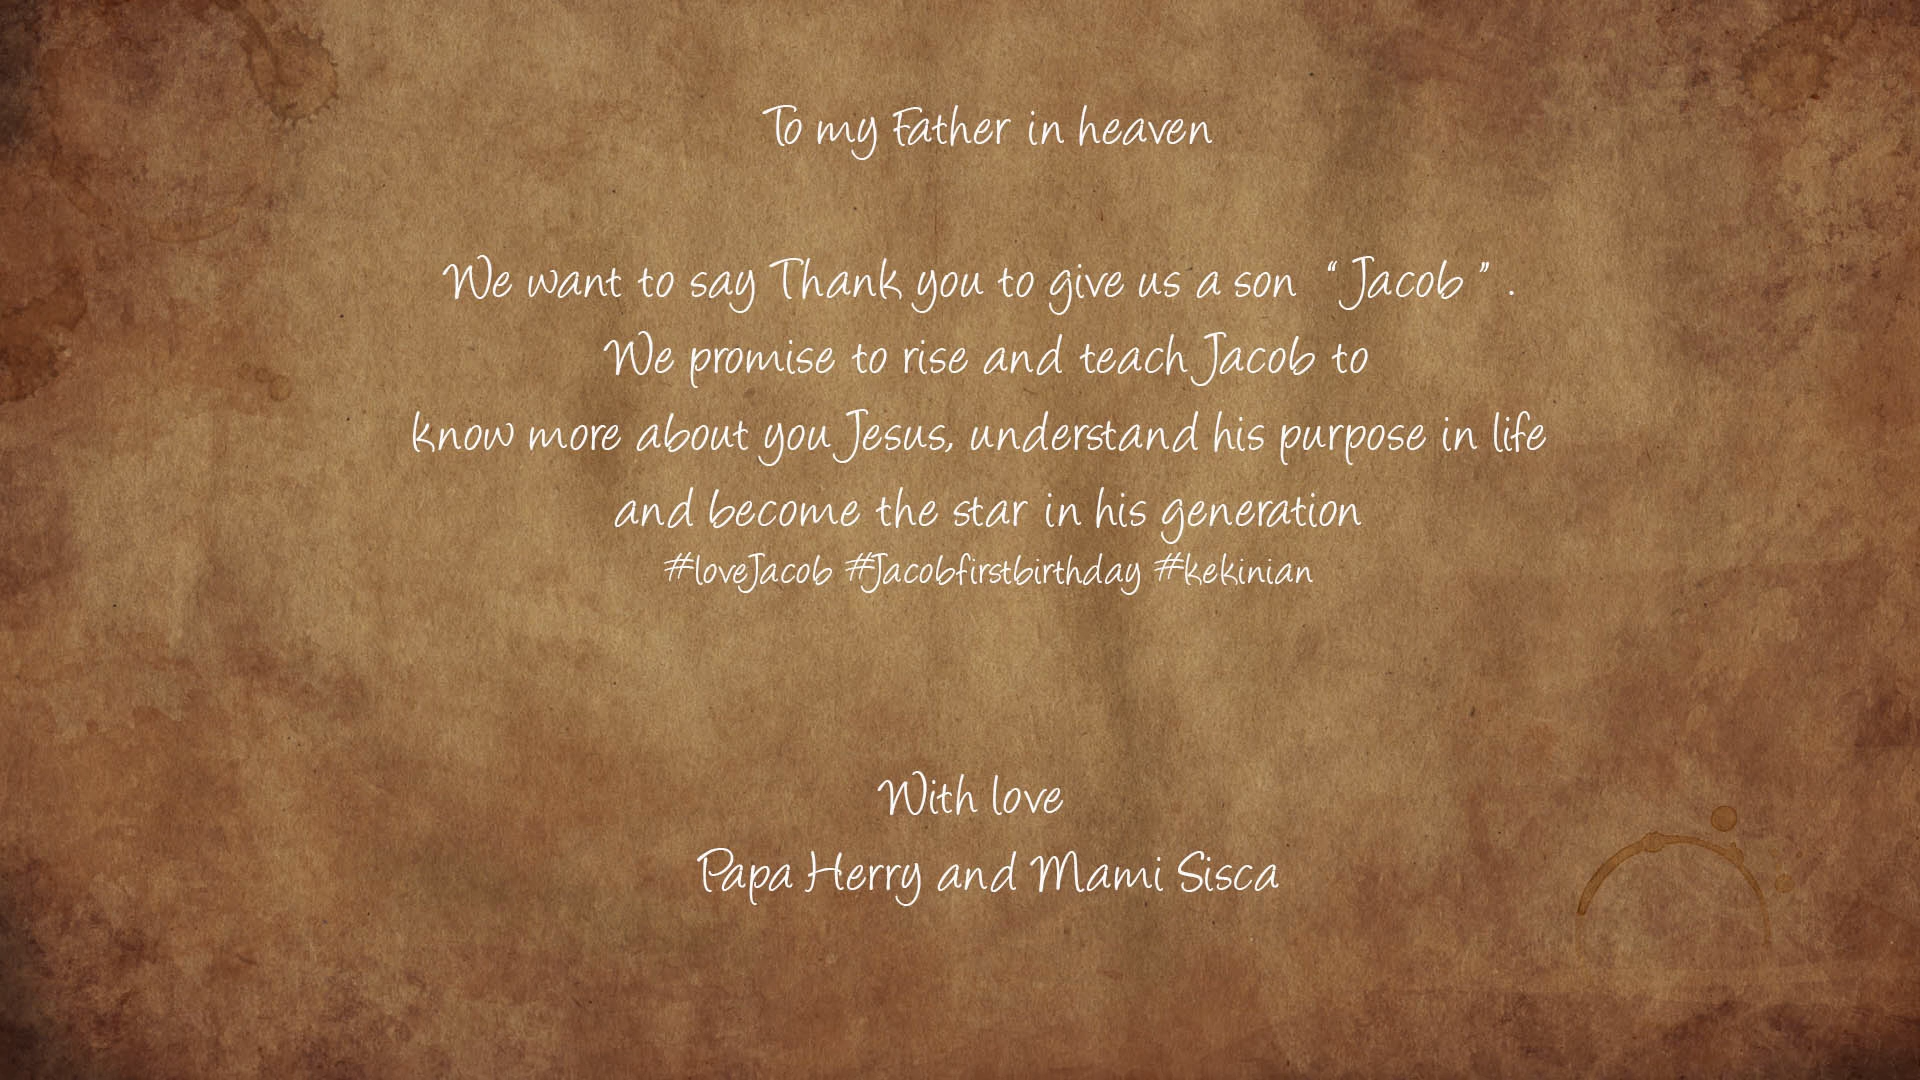 To my Father in heaven
We want to say Thank you to give us a son “ Jacob ” .
We promise to rise and teach Jacob to
know more about you Jesus, understand his purpose in life
and become the star in his generation
#loveJacob #Jacobfirstbirthday #kekinian
With love
Papa Herry and Mami Sisca